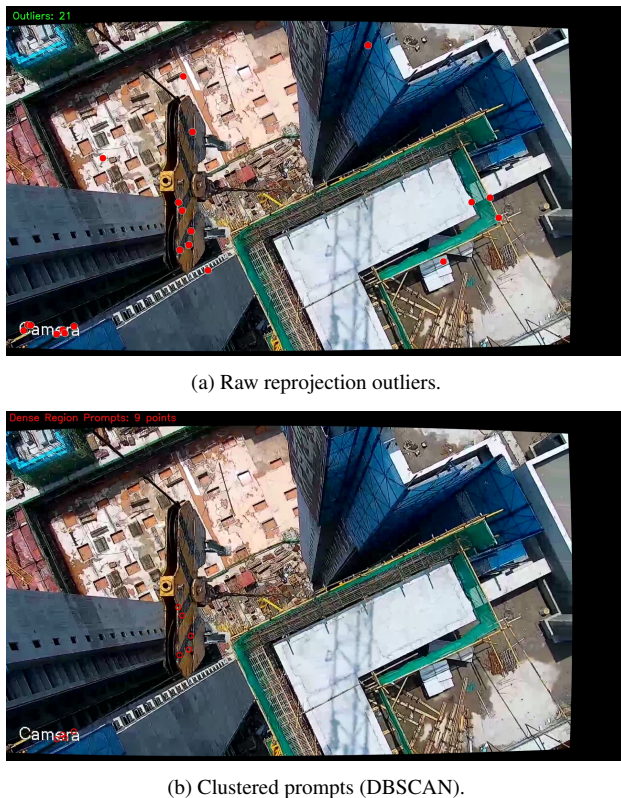 Outliers: 21
Camera
(a) Raw reprojection outliers.
Dense Region Prompts: 9 points
Camera
(b) Clustered prompts (DBSCAN).